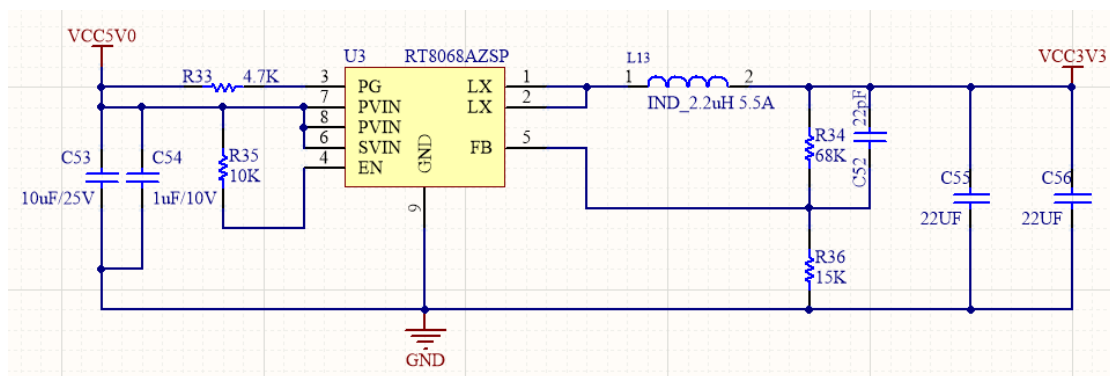 VCC5V0
U3 RT8068AZSP
L13
VCC3V3
R33 4.7K
3 PG
LX 1
1 2
7 PVIN
LX 2
IND_2.2uH 5.5A
22pF
8 PVIN
R34
68K
6 SVIN
GND
FB 5
C53
C54
R35
10K
4 EN
C52
C55
C56
10uF/25V
1uF/10V
9
22UF
22UF
R36
15K
GND